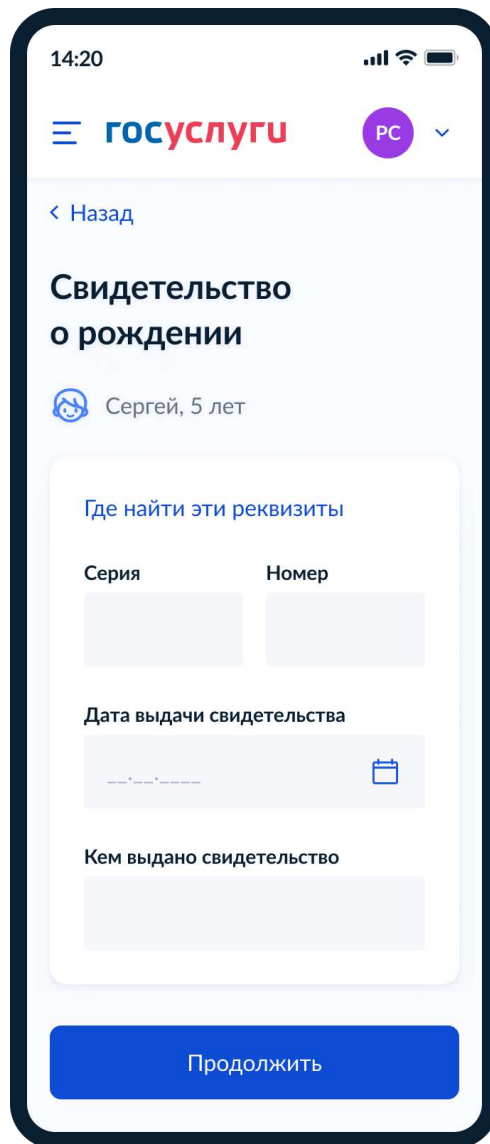 14:20
госуслуги
РС
Назад
Свидетельство
о рождении
Сергей, 5 лет
Где найти эти реквизиты
Серия Номер
Дата выдачи свидетельства
__.__.____
Кем выдано свидетельство
Продолжить